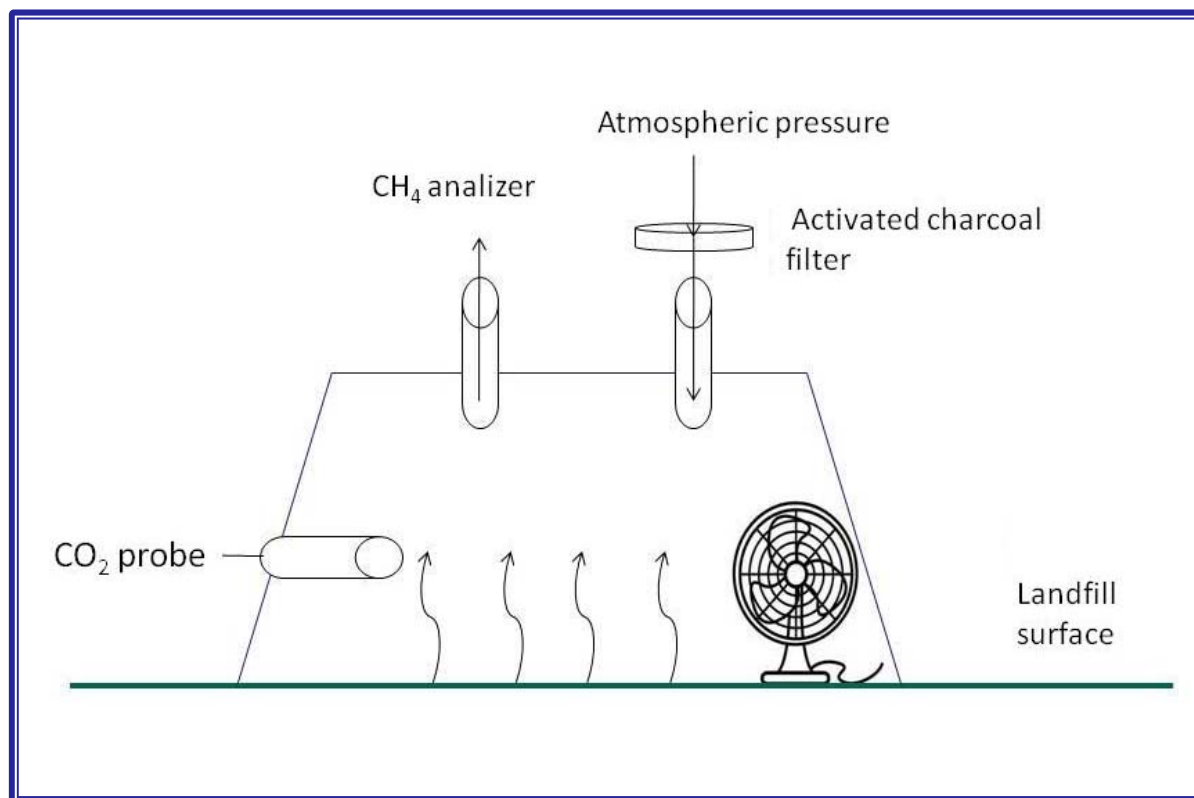 Atmospheric pressure
CH₄ analizer
Activated charcoal
filter
CO₂ probe
Landfill
surface